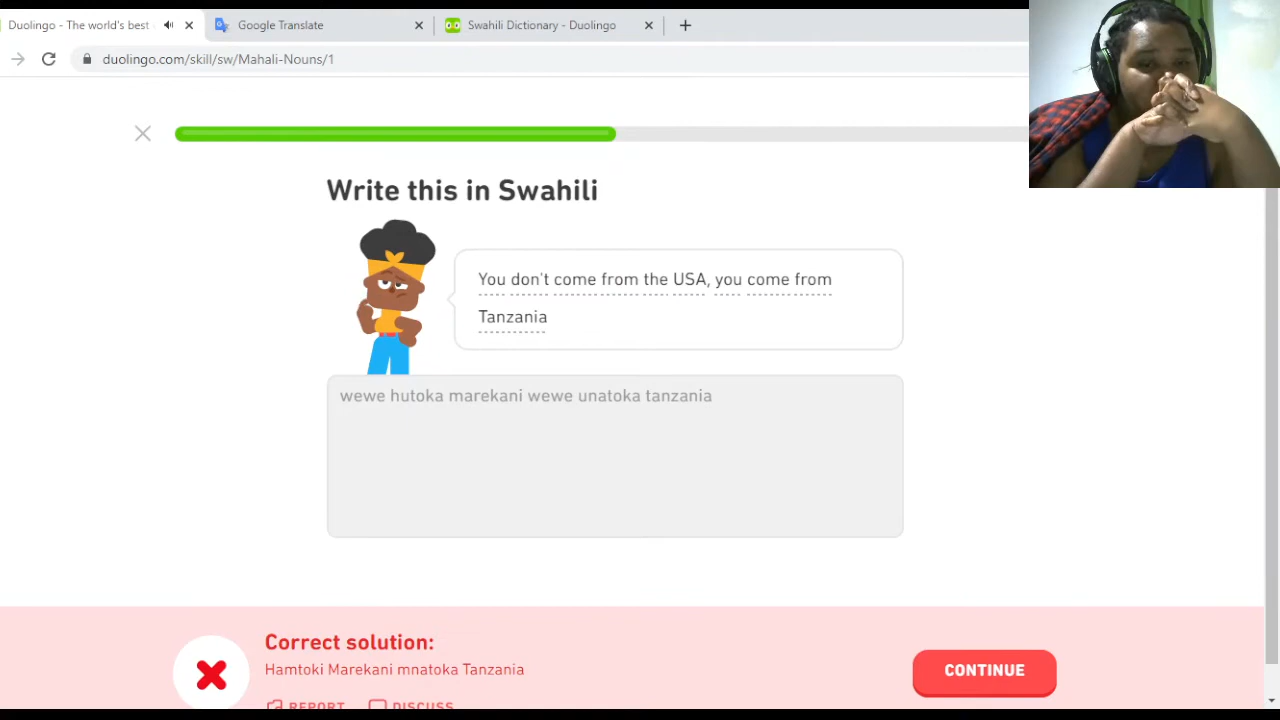 Duolingo - The world's best
Google Translate
Swahili Dictionary - Duolingo
duolingo.com/skill/sw/Mahali-Nouns/1
Write this in Swahili
You don't come from the USA, you come from
Tanzania
wewe hutoka marekani wewe unatoka tanzania
Correct solution:
Hamtoki Marekani mnatoka Tanzania
CONTINUE
REPORT
DISCUSS